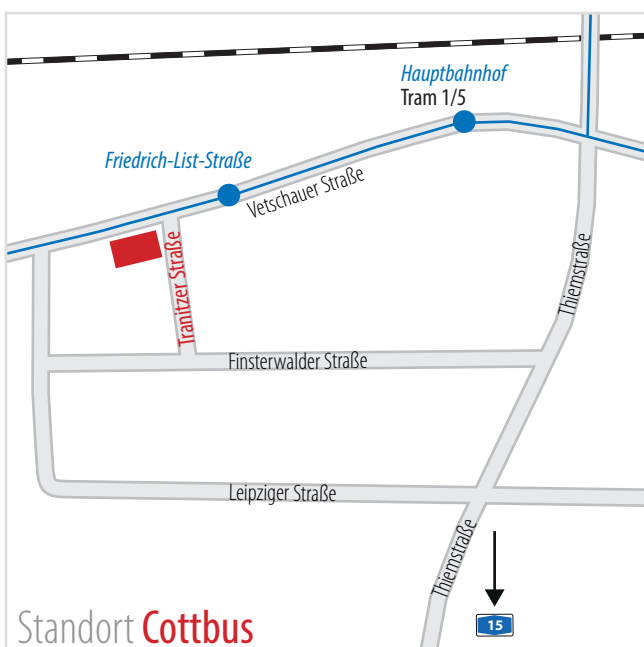 Hauptbahnhof
Tram 1/5
Friedrich-List-Straße
Vetschauer Straße
Tranitzer Straße
Thiemstraße
Finsterwalder Straße
Leipziger Straße
Thiemstraße
15
Standort Cottbus